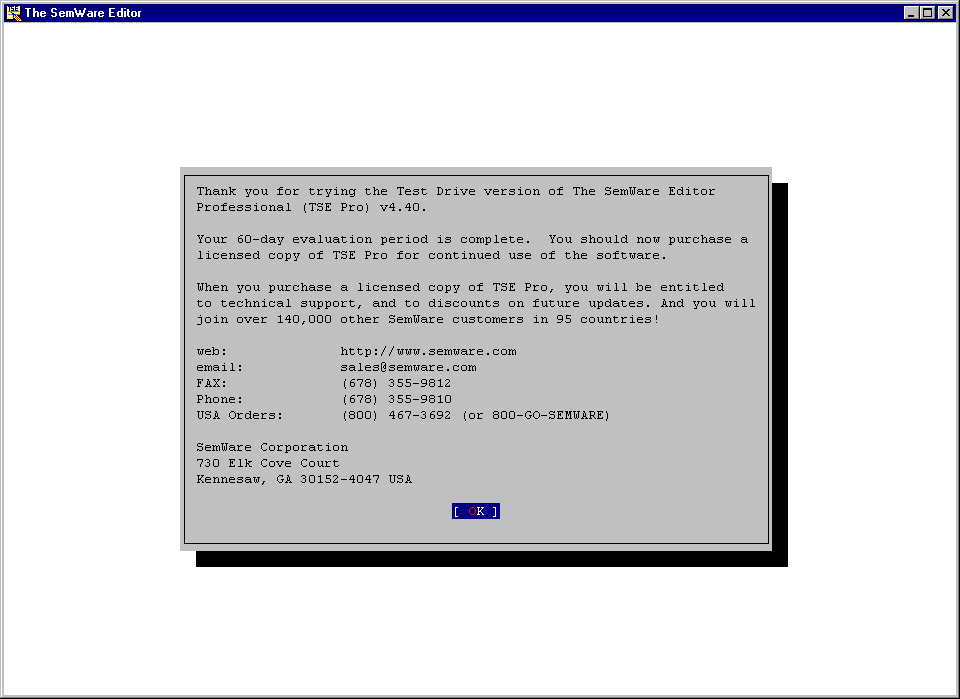 The SemWare Editor
Thank you for trying the Test Drive version of The SemWare Editor
Professional (TSE Pro) v4.40.
Your 60-day evaluation period is complete.  You should now purchase a
licensed copy of TSE Pro for continued use of the software.
When you purchase a licensed copy of TSE Pro, you will be entitled
to technical support, and to discounts on future updates. And you will
join over 140,000 other SemWare customers in 95 countries!
web: http://www.semware.com
email: sales@semware.com
FAX: (678) 355-9812
Phone: (678) 355-9810
USA Orders: (800) 467-3692 (or 800-GO-SEMWARE)
SemWare Corporation
730 Elk Cove Court
Kennesaw, GA 30152-4047 USA
[ OK ]